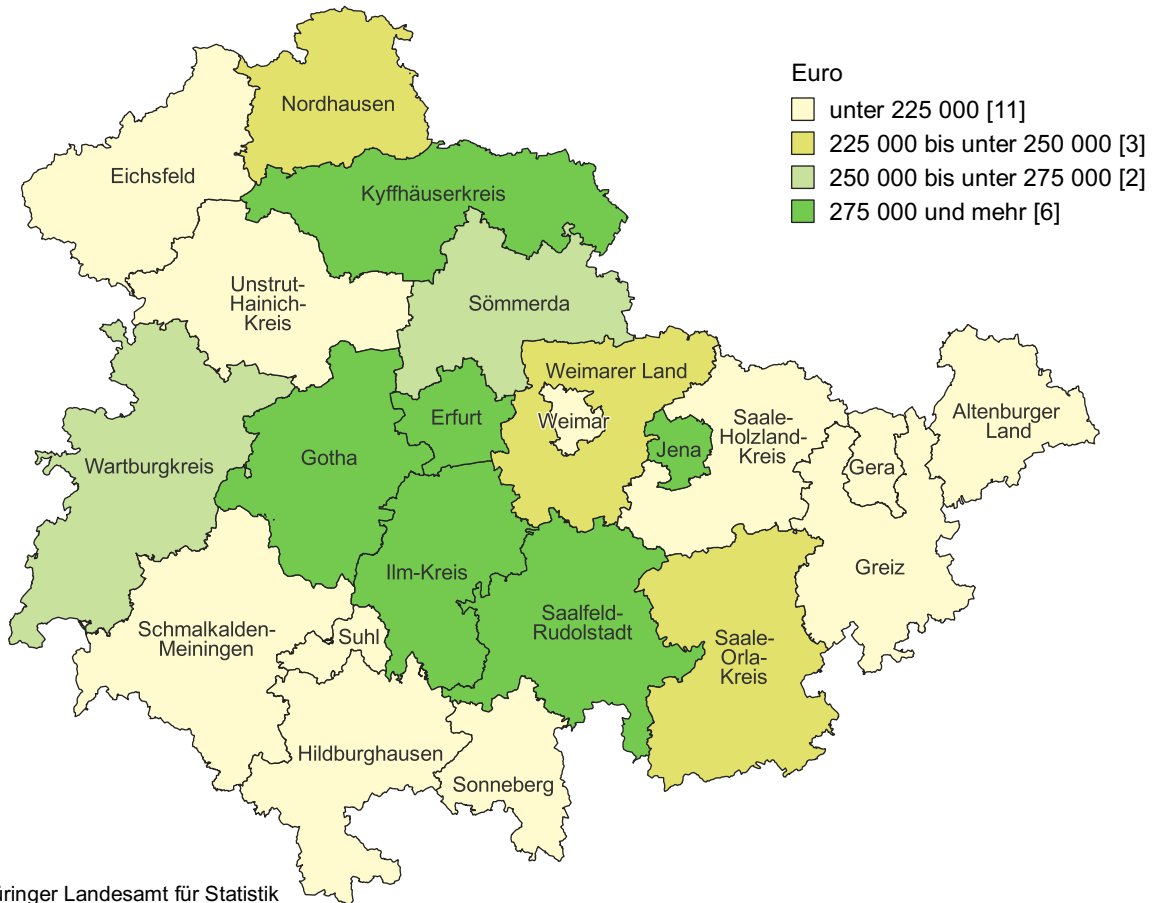 Euro
unter 225 000 [11]
225 000 bis unter 250 000 [3]
250 000 bis unter 275 000 [2]
275 000 und mehr [6]
Nordhausen
Eichsfeld
Kyffhäuserkreis
Unstrut-
Hainich-
Kreis
Sömmerda
Weimarer Land
Weimar
Erfurt
Gotha
Wartburgkreis
Jena
Saale-
Holzland-
Kreis
Gera
Altenburger
Land
Greiz
Ilm-Kreis
Saalfeld-
Rudolstadt
Saale-
Orla-
Kreis
Schmalkalden-
Meiningen
Suhl
Hildburghausen
Sonneberg
üringer Landesamt für Statistik